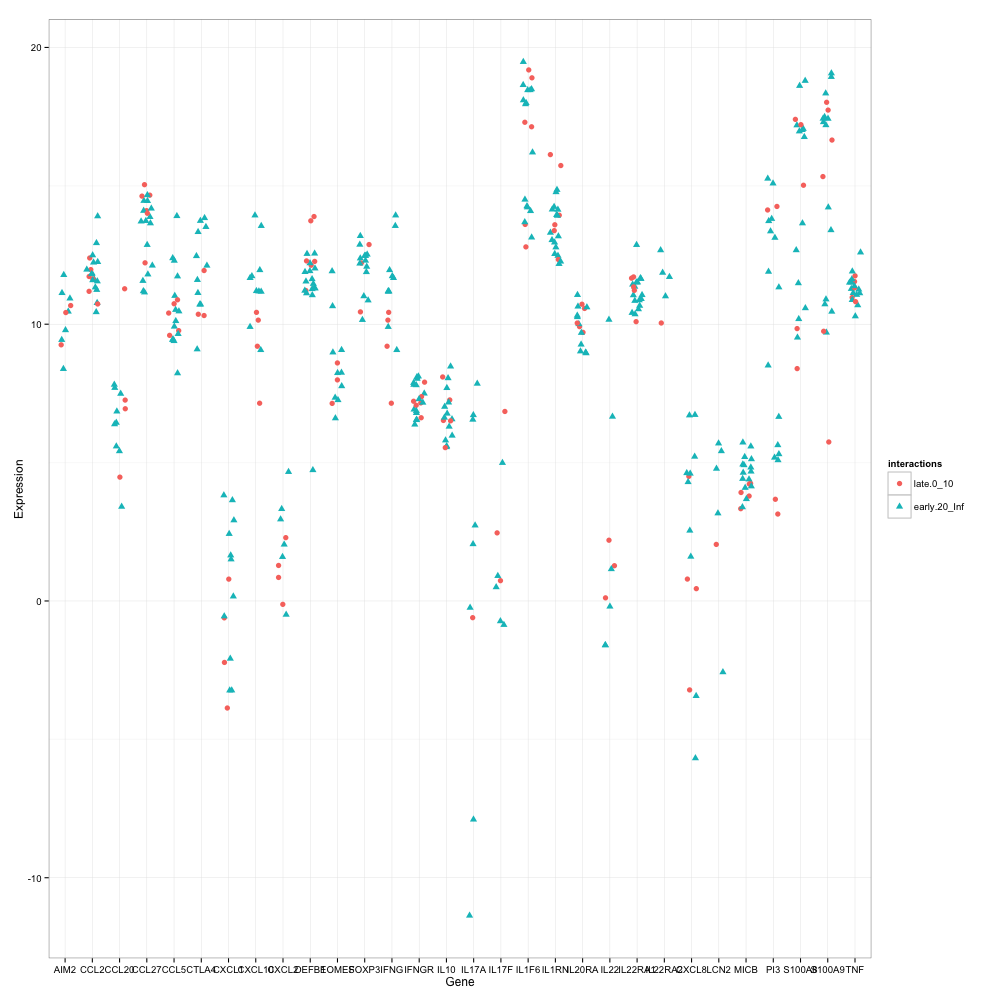 20
10
0
-10
Expression
AIM2 CCL2 CCL20 CCL27 CCL5 CTLA4 CXCL1 CXCL10 CXCL2 EOMES FOXP3 IFNG IFNGR IL10 IL17A IL17F IL1F6 IL1RN IL20RA IL22 IL22RA1 IL22RA2 CXCL8 LCN2 MICB PI3 S100A8 S100A9 TNF
Gene
interactions
late.0_10
early.20_Inf